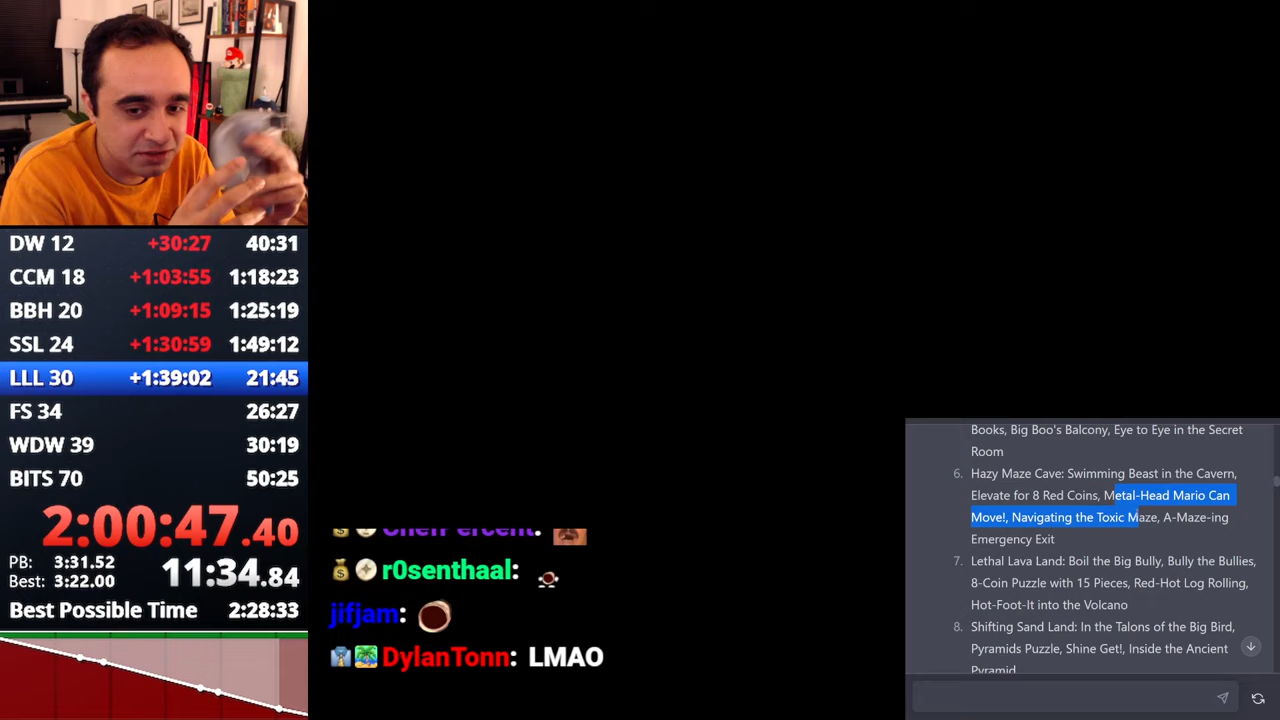 DW 12 +30:27 40:31
CCM 18 +1:03:55 1:18:23
BBH 20 +1:09:15 1:25:19
SSL 24 +1:30:59 1:49:12
LLL 30 +1:39:02 21:45
FS 34 26:27
WDW 39 30:19
BITS 70 50:25
2:00:47.40
PB: 3:31.52
Best: 3:22.00
11:34.84
Best Possible Time 2:28:33
r0senthaal:
jifjam:
DylanTonn: LMAO
Books, Big Boo's Balcony, Eye to Eye in the Secret
Room
6. Hazy Maze Cave: Swimming Beast in the Cavern,
Elevate for 8 Red Coins, Metal-Head Mario Can
Move!, Navigating the Toxic Maze, A-Maze-ing
Emergency Exit
7. Lethal Lava Land: Boil the Big Bully, Bully the Bullies,
8-Coin Puzzle with 15 Pieces, Red-Hot Log Rolling,
Hot-Foot-It into the Volcano
8. Shifting Sand Land: In the Talons of the Big Bird,
Pyramids Puzzle, Shine Get!, Inside the Ancient
Pyramid